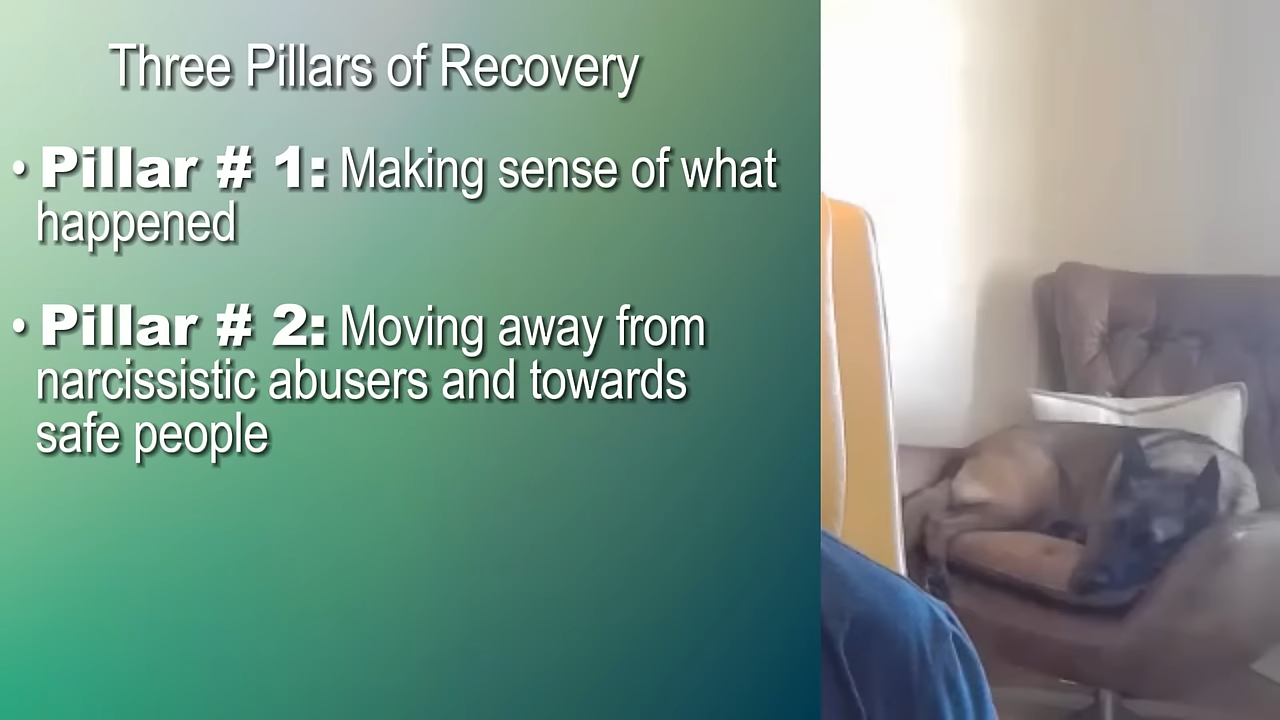 Three Pillars of Recovery
• Pillar # 1: Making sense of what
happened
• Pillar # 2: Moving away from
narcissistic abusers and towards
safe people